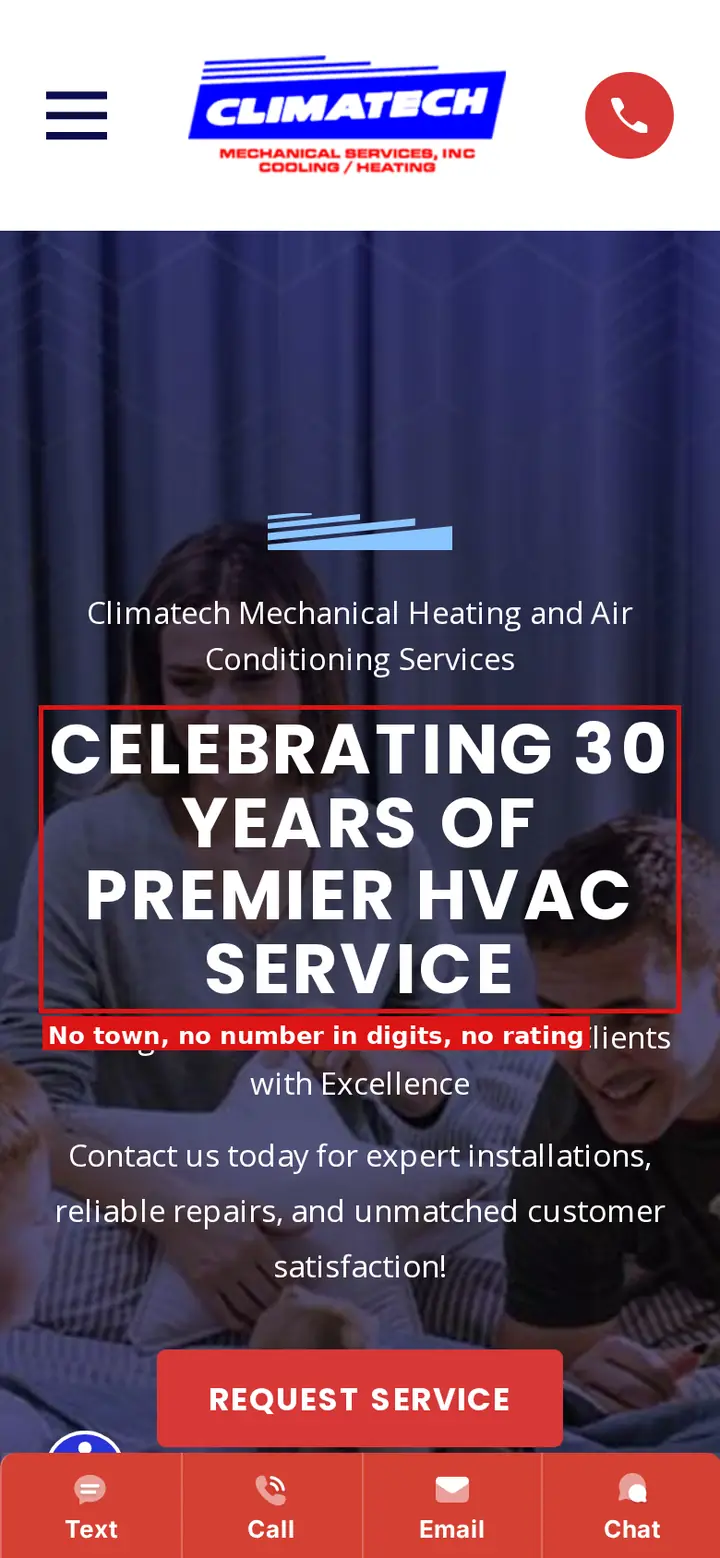 CLIMATECH
MECHANICAL SERVICES, INC
COOLING / HEATING
Climatech Mechanical Heating and Air
Conditioning Services
CELEBRATING 30
YEARS OF
PREMIER HVAC
SERVICE
No town, no number in digits, no rating
Clients
with Excellence
Contact us today for expert installations,
reliable repairs, and unmatched customer
satisfaction!
REQUEST SERVICE
Text
Call
Email
Chat